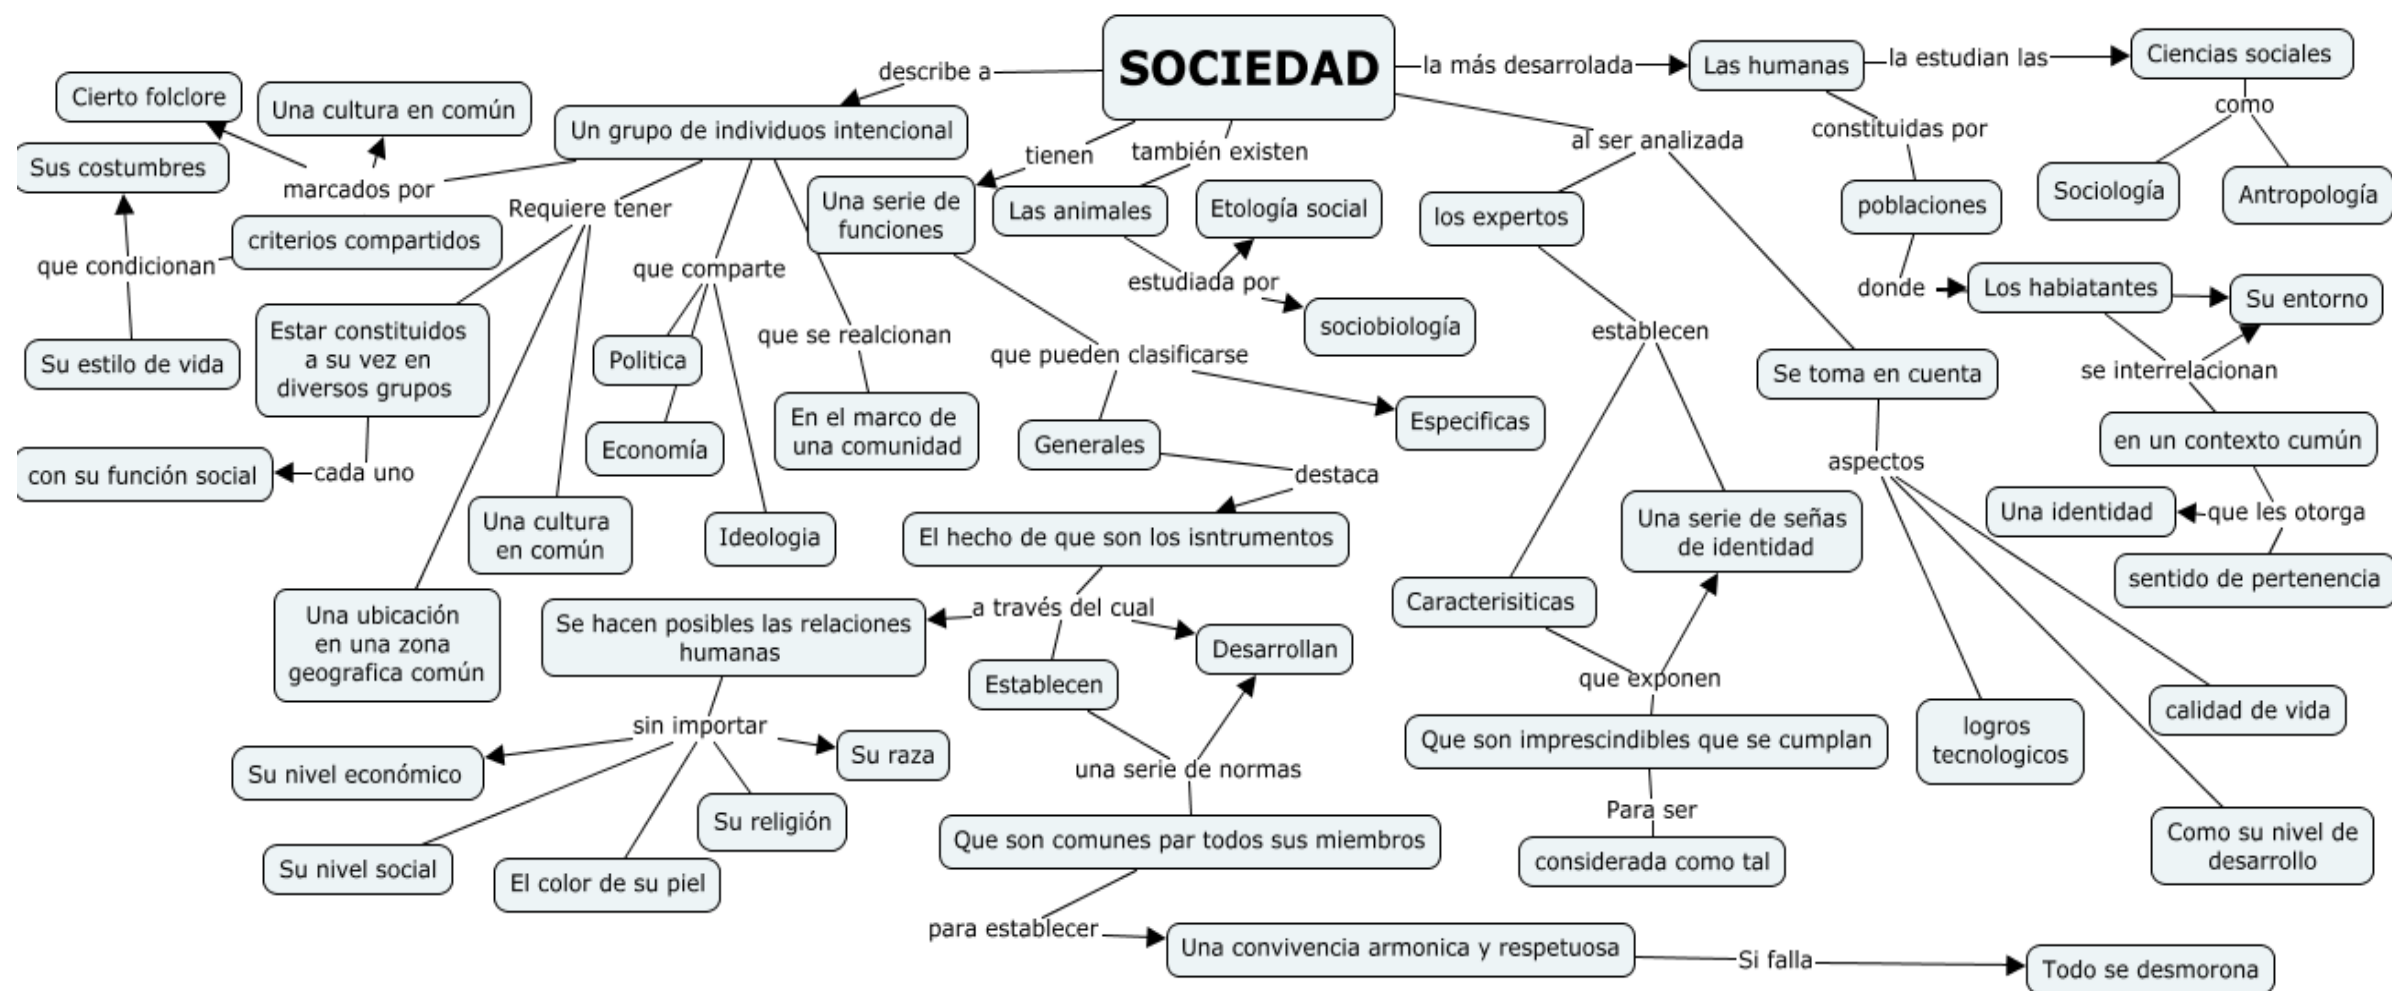 SOCIEDAD
describe a
la más desarrolada
Las humanas
la estudian las
Ciencias sociales
como
Sociología
Antropología
constituidas por
poblaciones
donde
Los habiatantes
Su entorno
se interrelacionan
en un contexto cumún
que les otorga
Una identidad
sentido de pertenencia
Un grupo de individuos intencional
marcados por
Cierto folclore
Una cultura en común
criterios compartidos
que condicionan
Sus costumbres
Su estilo de vida
Requiere tener
Estar constituidos
a su vez en
diversos grupos
cada uno
con su función social
Una ubicación
en una zona
geografica común
Una cultura
en común
que comparte
Politica
Economía
Ideologia
que se realcionan
En el marco de
una comunidad
tienen
Una serie de
funciones
también existen
Las animales
estudiada por
Etología social
sociobiología
que pueden clasificarse
Generales
Especificas
destaca
El hecho de que son los isntrumentos
a través del cual
Se hacen posibles las relaciones
humanas
Establecen
Desarrollan
sin importar
Su nivel económico
Su nivel social
El color de su piel
Su religión
Su raza
una serie de normas
Que son comunes par todos sus miembros
para establecer
Una convivencia armonica y respetuosa
Si falla
Todo se desmorona
al ser analizada
los expertos
establecen
Caracterisiticas
Una serie de señas
de identidad
que exponen
Que son imprescindibles que se cumplan
Para ser
considerada como tal
Se toma en cuenta
aspectos
logros
tecnologicos
calidad de vida
Como su nivel de
desarrollo